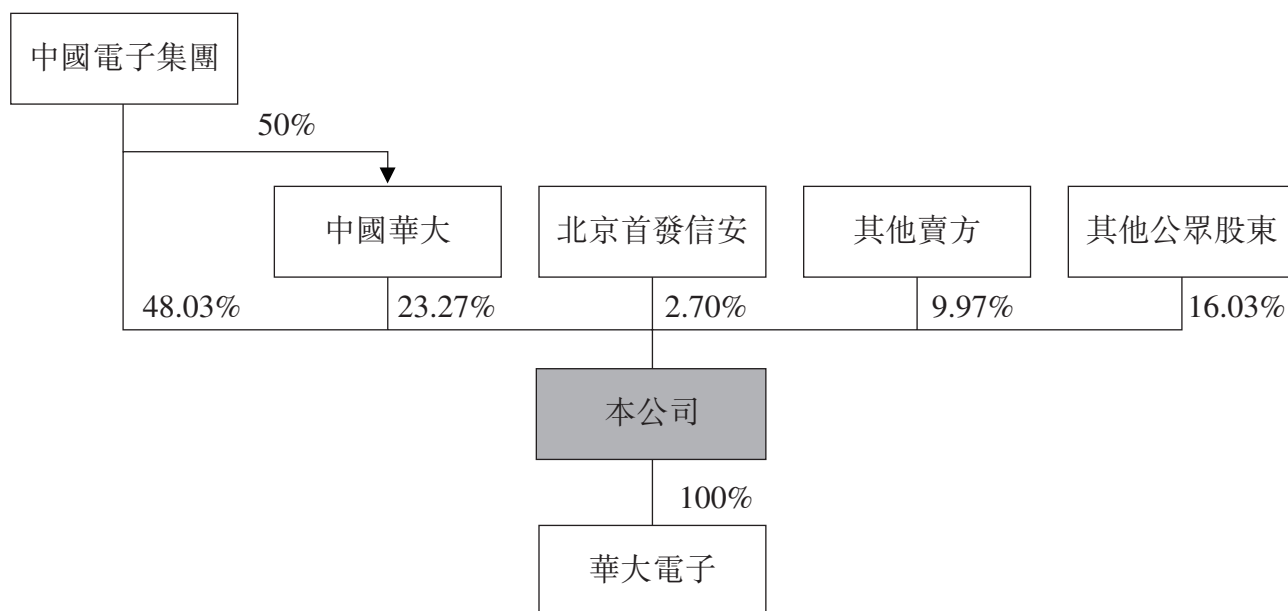 中國電子集團
50%
中國華大
北京首發信安
其他賣方
其他公眾股東
48.03%
23.27%
2.70%
9.97%
16.03%
本公司
100%
華大電子